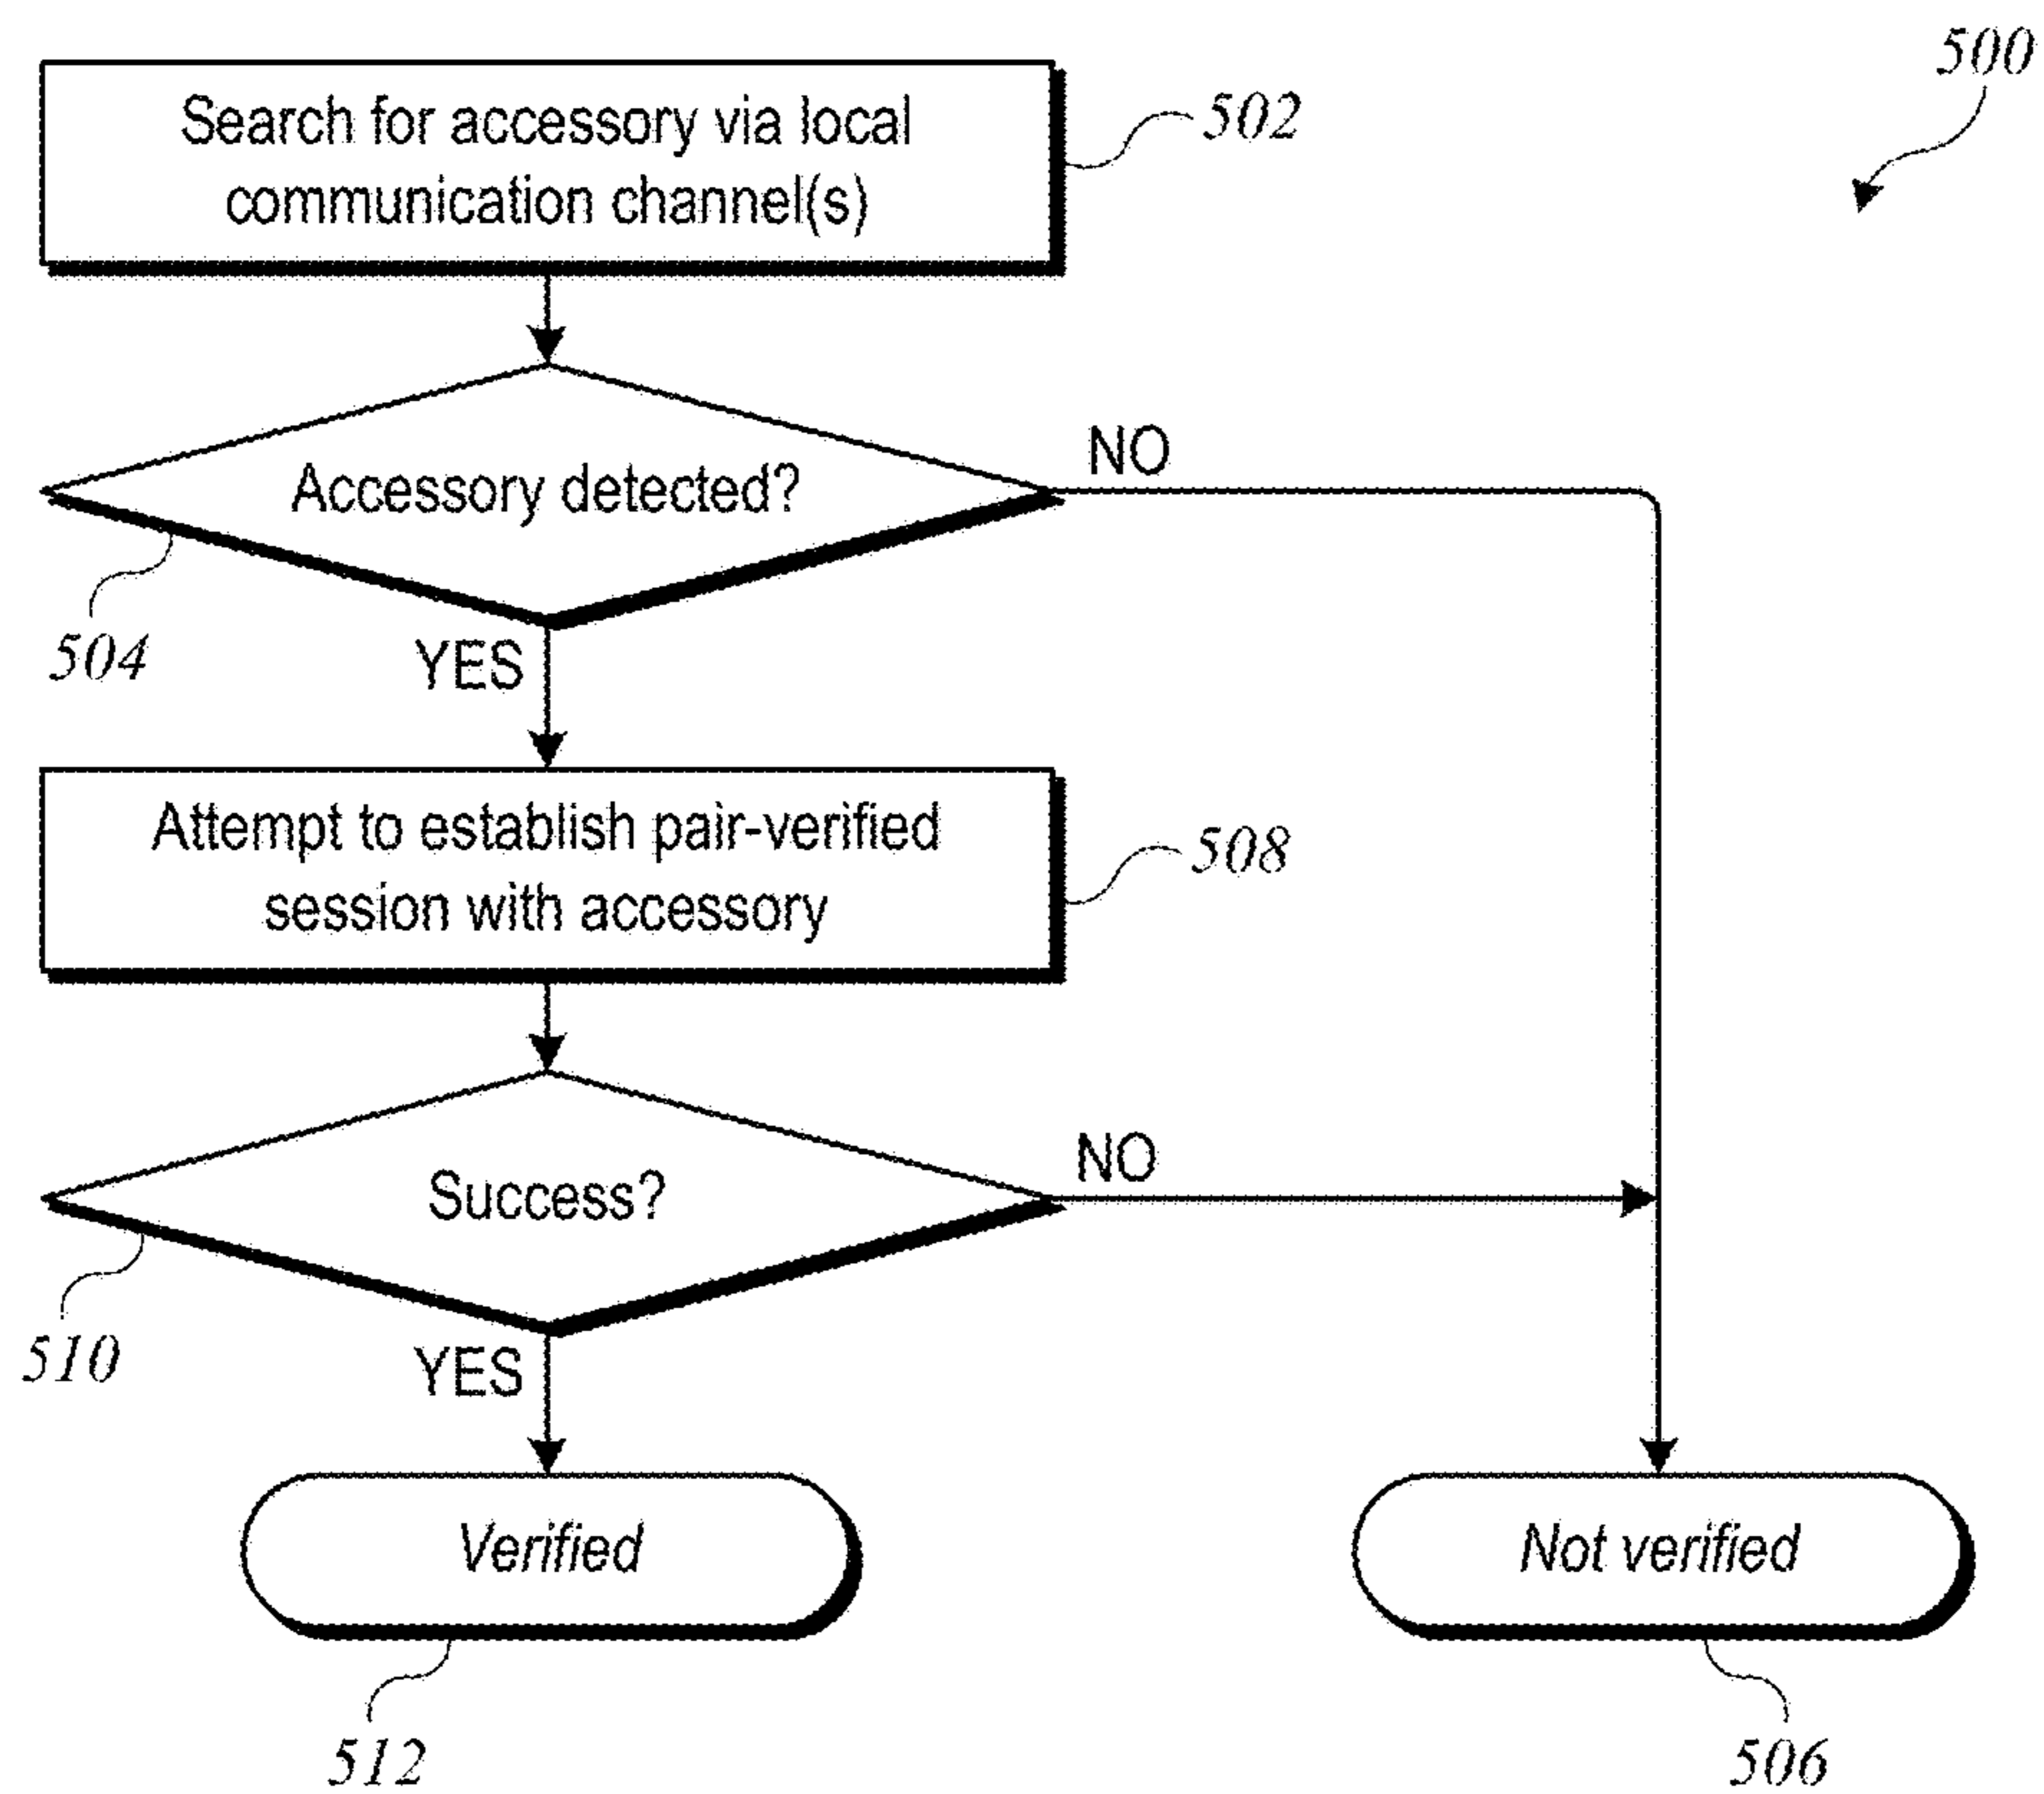 500
Search for accessory via local
communication channel(s)
502
Accessory detected?
NO
504
YES
Attempt to establish pair-verified
session with accessory
508
Success?
NO
510
YES
Verified
Not verified
512
506